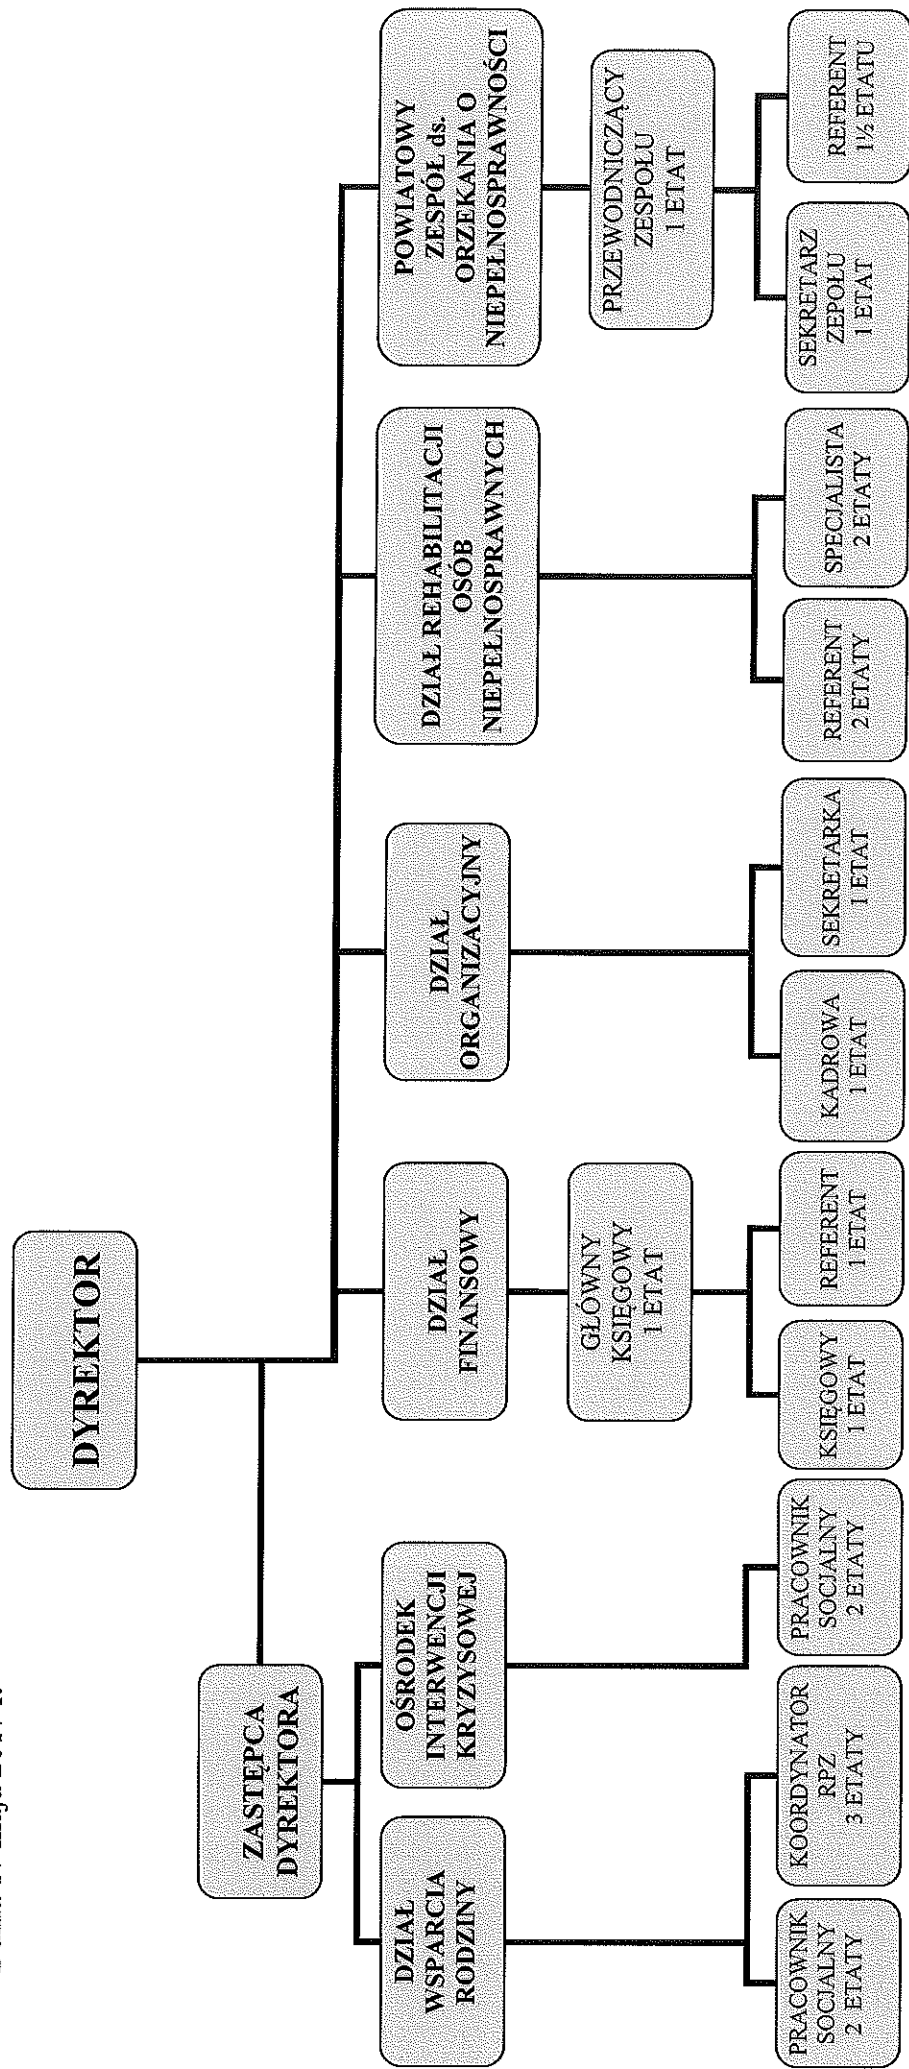 DYREKTOR
ZASTĘPCA
DYREKTORA
DZIAŁ
WSPARCIA
RODZINY
OŚRODEK
INTERWENCJI
KRYZYSOWEJ
DZIAŁ
FINANSOWY
DZIAŁ
ORGANIZACYJNY
DZIAŁ REHABILITACJI
OSÓB
NIEPEŁNOSPRAWNYCH
POWIATOWY
ZESPÓŁ ds.
ORZEKANIA O
NIEPEŁNOSPRAWNOŚCI
GŁÓWNY
KSIĘGOWY
1 ETAT
PRZEWODNICZĄCY
ZESPOŁU
1 ETAT
PRACOWNIK
SOCJALNY
2 ETATY
KOORDYNATOR
RPZ
3 ETATY
PRACOWNIK
SOCJALNY
2 ETATY
KSIĘGOWY
1 ETAT
REFERENT
1 ETAT
KADROWA
1 ETAT
SEKRETARKA
1 ETAT
REFERENT
2 ETATY
SPECJALISTA
2 ETATY
SEKRETARZ
ZEPOŁU
1 ETAT
REFERENT
1½ ETATU